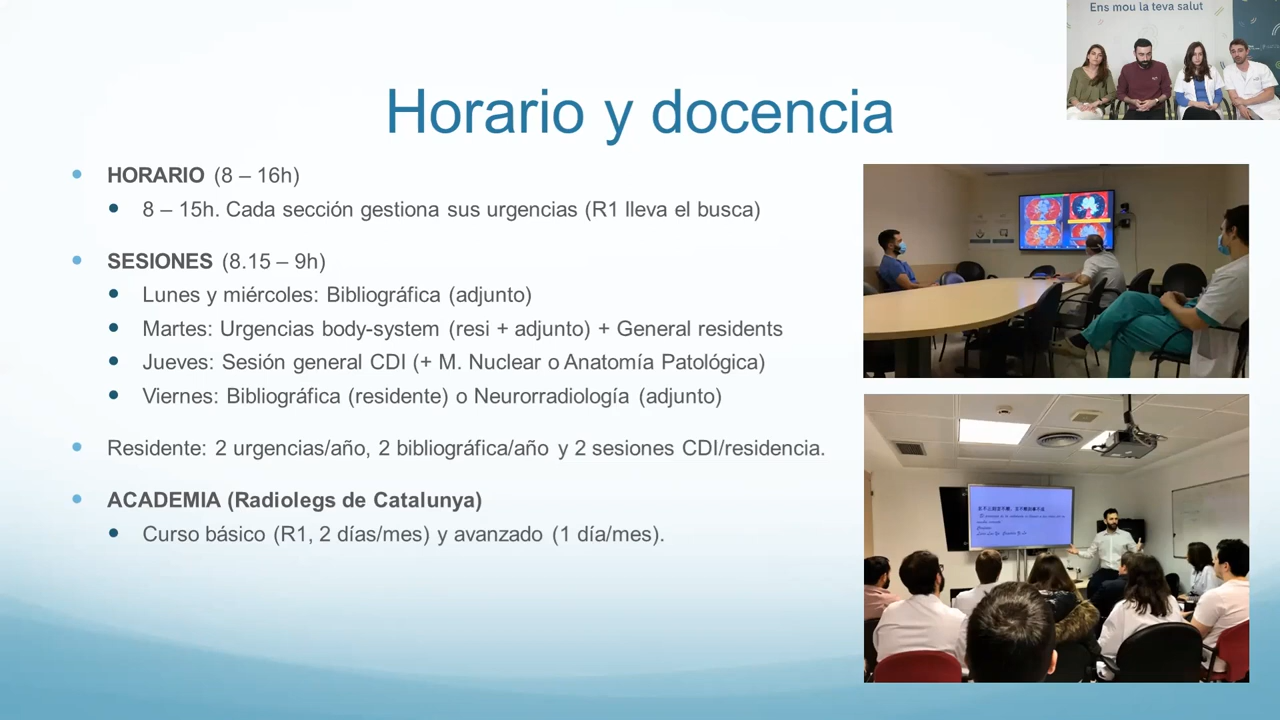 Ens mou la teva salut
Horario y docencia
HORARIO (8 – 16h)
8 – 15h. Cada sección gestiona sus urgencias (R1 lleva el busca)
SESIONES (8.15 – 9h)
Lunes y miércoles: Bibliográfica (adjunto)
Martes: Urgencias body-system (resi + adjunto) + General residents
Jueves: Sesión general CDI (+ M. Nuclear o Anatomía Patológica)
Viernes: Bibliográfica (residente) o Neurorradiología (adjunto)
Residente: 2 urgencias/año, 2 bibliográfica/año y 2 sesiones CDI/residencia.
ACADEMIA (Radiolegs de Catalunya)
Curso básico (R1, 2 días/mes) y avanzado (1 día/mes).